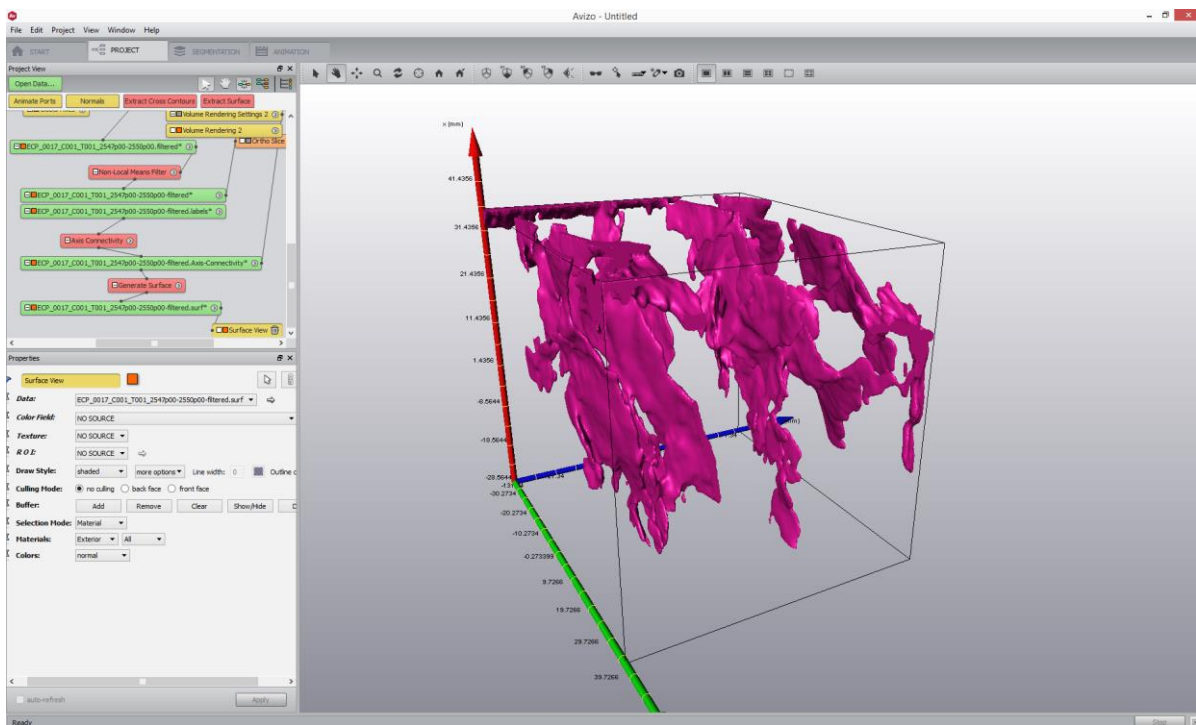 Avizo - Untitled
File Edit Project View Window Help
START PROJECT SEGMENTATION ANIMATION
Project View
Open Data...
Animate Ports Normals Extract Cross Contours Extract Surface
Volume Rendering Settings 2
Volume Rendering 2
Ortho Slice
ECP_0017_C001_T001_2547p00-2550p00.filtered*
Non-Local Means Filter
ECP_0017_C001_T001_2547p00-2550p00-filtered*
ECP_0017_C001_T001_2547p00-2550p00-filtered.labels*
Axis Connectivity
ECP_0017_C001_T001_2547p00-2550p00-filtered.Axis-Connectivity*
Generate Surface
ECP_0017_C001_T001_2547p00-2550p00-filtered.surf*
Surface View
Properties
Surface View
Data: ECP_0017_C001_T001_2547p00-2550p00-filtered.surf
Color Field: NO SOURCE
Texture: NO SOURCE
ROI: NO SOURCE
Draw Style: shaded more options Line width: 0 Outline
Culling Mode: no culling back face front face
Buffer: Add Remove Clear Show/Hide
Selection Mode: Material
Materials: Exterior All
Colors: normal
auto-refresh Apply
Ready Stop
x (mm)
41.4356
31.4356
21.4356
11.4356
1.4356
-8.5644
-18.5644
-28.5644
-30.2734
-20.2734
-10.2734
-0.273399
9.7266
19.7266
29.7266
39.7266